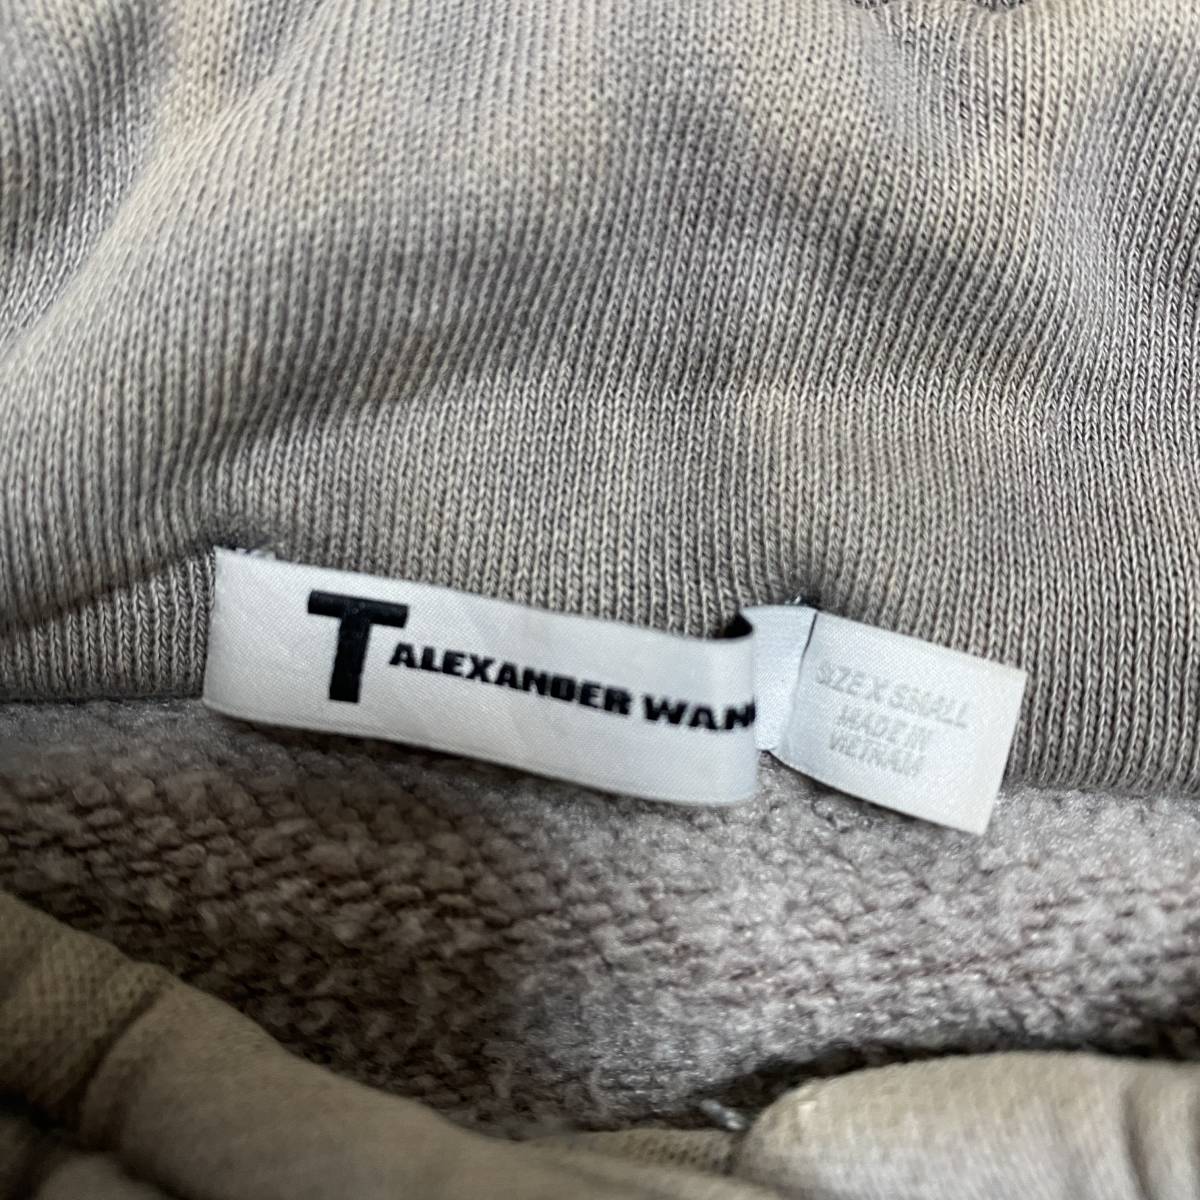 T ALEXANDER WAN
SIZE X SMALL
MADE IN
VIETNAM